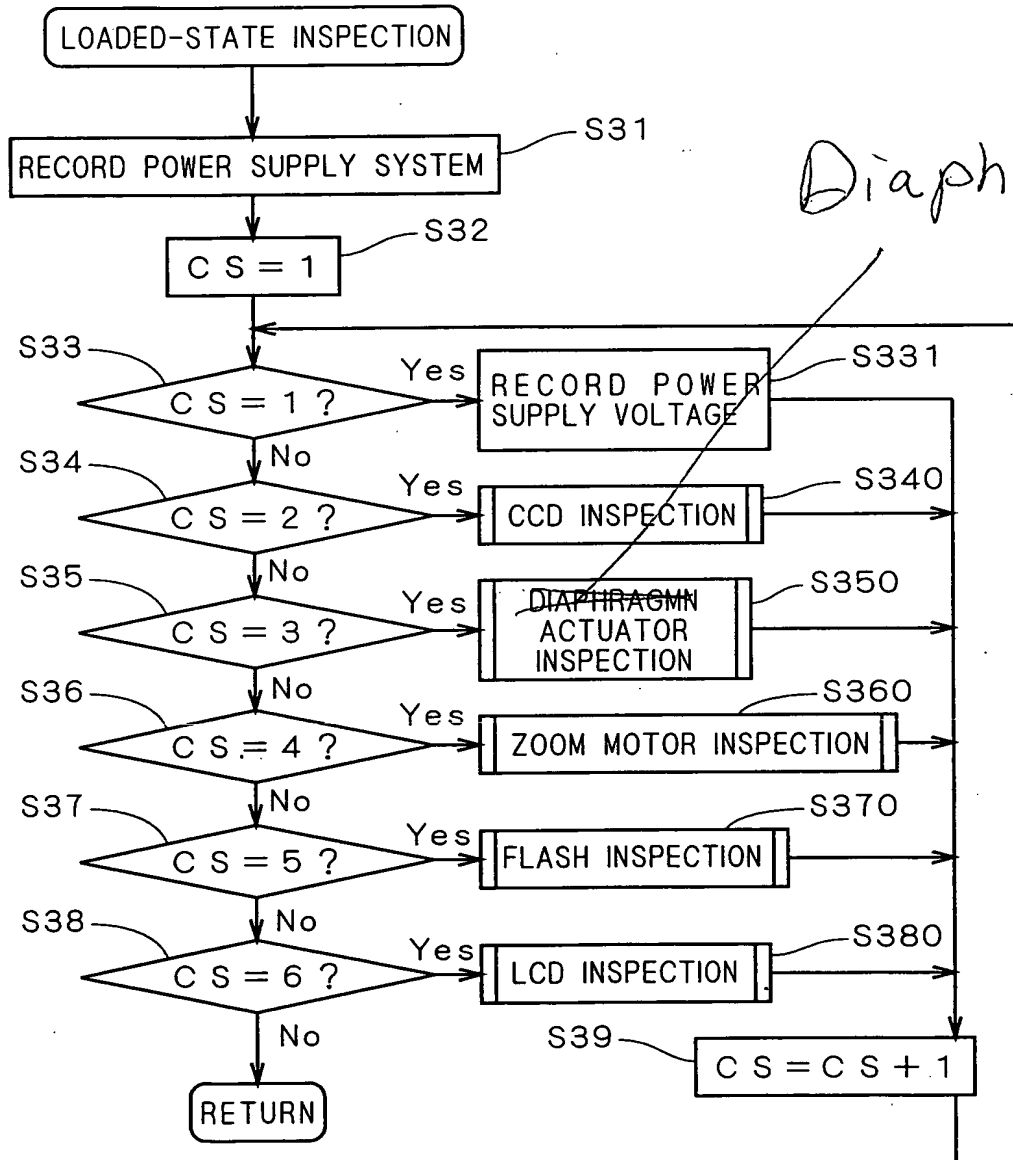 LOADED-STATE INSPECTION
S31
RECORD POWER SUPPLY SYSTEM
Diaph
S32
CS=1
S33
CS=1?
Yes
S331
RECORD POWER
SUPPLY VOLTAGE
No
S34
CS=2?
Yes
S340
CCD INSPECTION
No
S35
CS=3?
Yes
S350
DIAPHRAGMN
ACTUATOR
INSPECTION
No
S36
CS=4?
Yes
S360
ZOOM MOTOR INSPECTION
No
S37
CS=5?
Yes
S370
FLASH INSPECTION
No
S38
CS=6?
Yes
S380
LCD INSPECTION
No
S39
CS=CS+1
RETURN